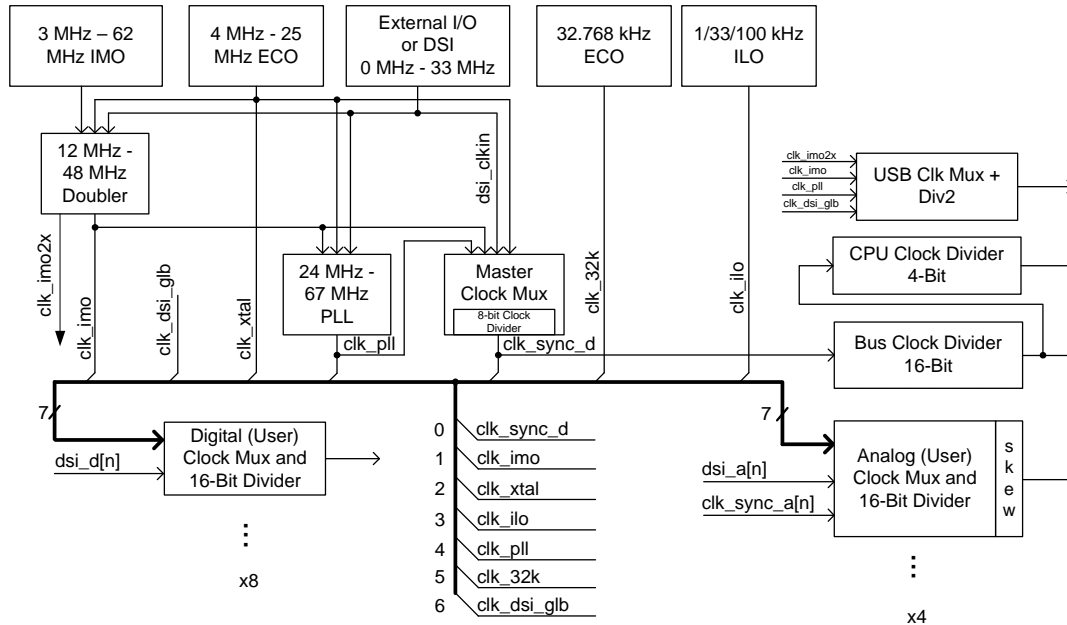 3 MHz – 62
MHz IMO
4 MHz - 25
MHz ECO
External I/O
or DSI
0 MHz - 33 MHz
32.768 kHz
ECO
1/33/100 kHz
ILO
12 MHz -
48 MHz
Doubler
dsi_clkin
clk_imo2x
clk_imo
clk_pll
clk_dsi_glb
USB Clk Mux +
Div2
CPU Clock Divider
4-Bit
clk_imo2x
clk_imo
clk_dsi_glb
clk_xtal
24 MHz -
67 MHz
PLL
clk_pll
Master
Clock Mux
8-bit Clock
Divider
clk_sync_d
clk_32k
clk_ilo
Bus Clock Divider
16-Bit
7
dsi_d[n]
Digital (User)
Clock Mux and
16-Bit Divider
x8
0 clk_sync_d
1 clk_imo
2 clk_xtal
3 clk_ilo
4 clk_pll
5 clk_32k
6 clk_dsi_glb
7
dsi_a[n]
clk_sync_a[n]
Analog (User)
Clock Mux and
16-Bit Divider
skew
x4